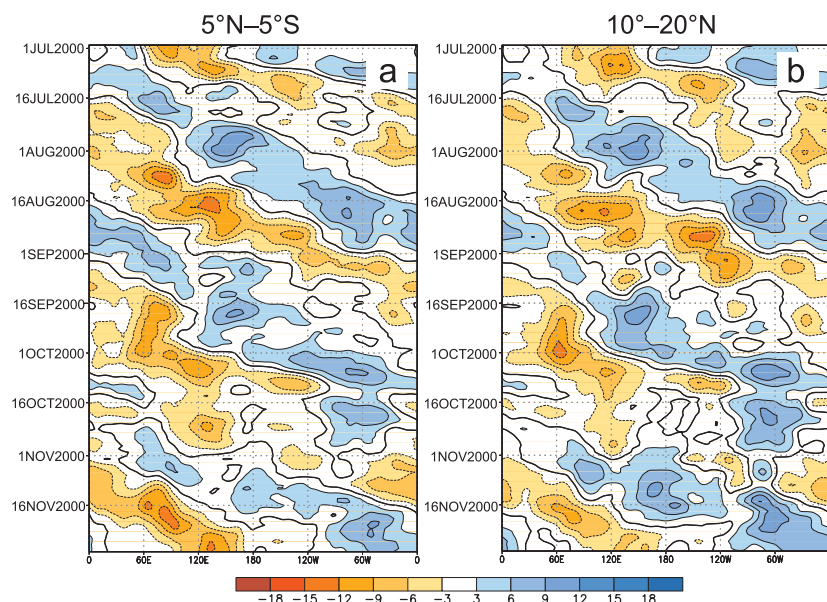 5°N–5°S
10°–20°N
a
b
1JUL2000
16JUL2000
1AUG2000
16AUG2000
1SEP2000
16SEP2000
1OCT2000
16OCT2000
1NOV2000
16NOV2000
1JUL2000
16JUL2000
1AUG2000
16AUG2000
1SEP2000
16SEP2000
1OCT2000
16OCT2000
1NOV2000
16NOV2000
0 60E 120E 180 120W 60W 0
0 60E 120E 180 120W 60W
−18 −15 −12 −9 −6 −3 3 6 9 12 15 18